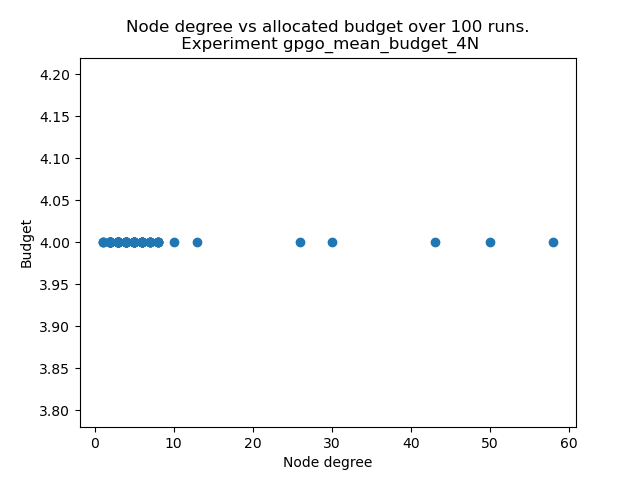 Node degree vs allocated budget over 100 runs.
Experiment gpgo_mean_budget_4N
4.20
4.15
4.10
4.05
4.00
3.95
3.90
3.85
3.80
Budget
0 10 20 30 40 50 60
Node degree